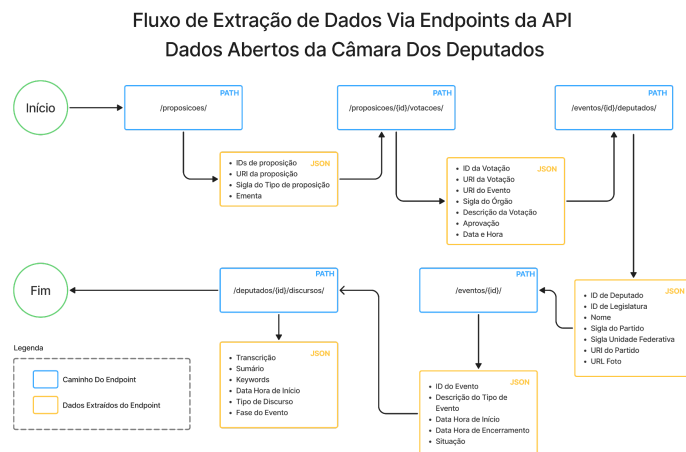 Fluxo de Extração de Dados Via Endpoints da API
Dados Abertos da Câmara Dos Deputados
Início
PATH
/proposicoes/
PATH
/proposicoes/{id}/votacoes/
PATH
/eventos/{id}/deputados/
JSON
IDs de proposição
URI da proposição
Sigla do Tipo de proposição
Ementa
JSON
ID da Votação
URI da Votação
URI do Evento
Sigla do Órgão
Descrição da Votação
Aprovação
Data e Hora
JSON
ID de Deputado
ID de Legislatura
Nome
Sigla do Partido
Sigla Unidade Federativa
URI do Partido
URL Foto
PATH
/eventos/{id}/
JSON
ID do Evento
Descrição do Tipo de
Evento
Data Hora de Início
Data Hora de Encerramento
Situação
PATH
/deputados/{id}/discursos/
JSON
Transcrição
Sumário
Keywords
Data Hora de Início
Tipo de Discurso
Fase do Evento
Fim
Legenda
Caminho Do Endpoint
Dados Extraídos do Endpoint